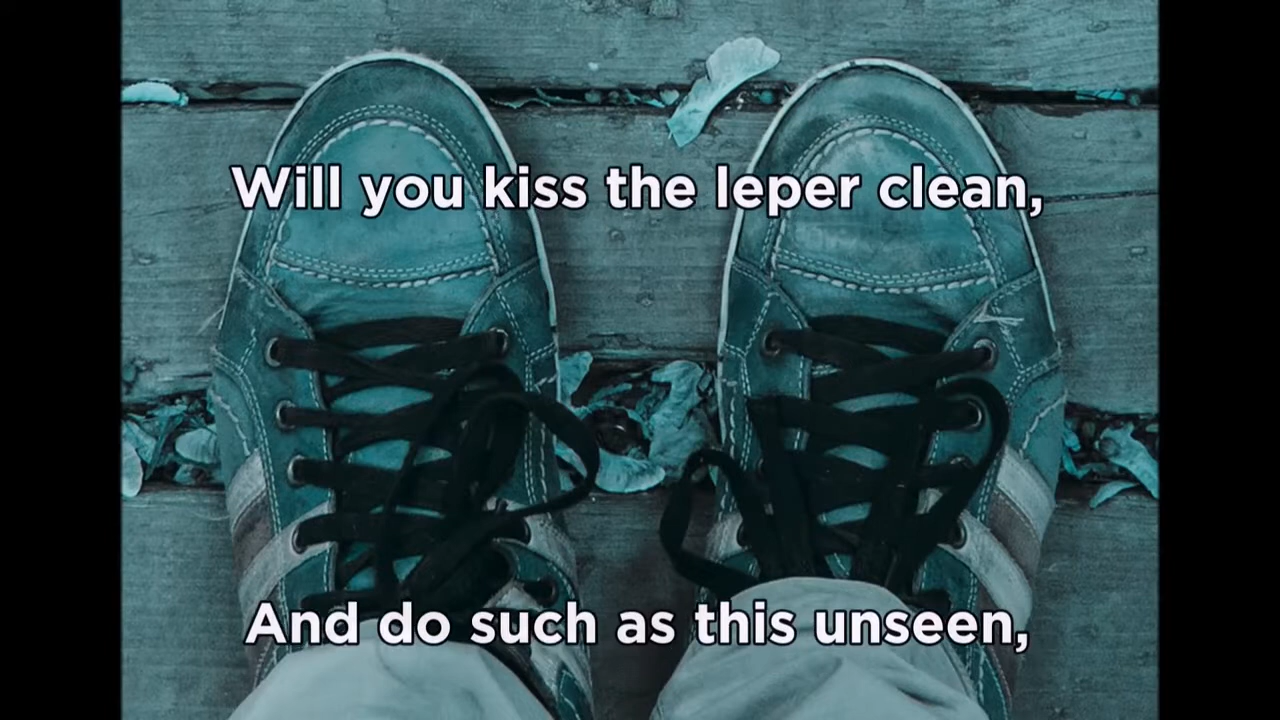 Will you kiss the leper clean,
And do such as this unseen,